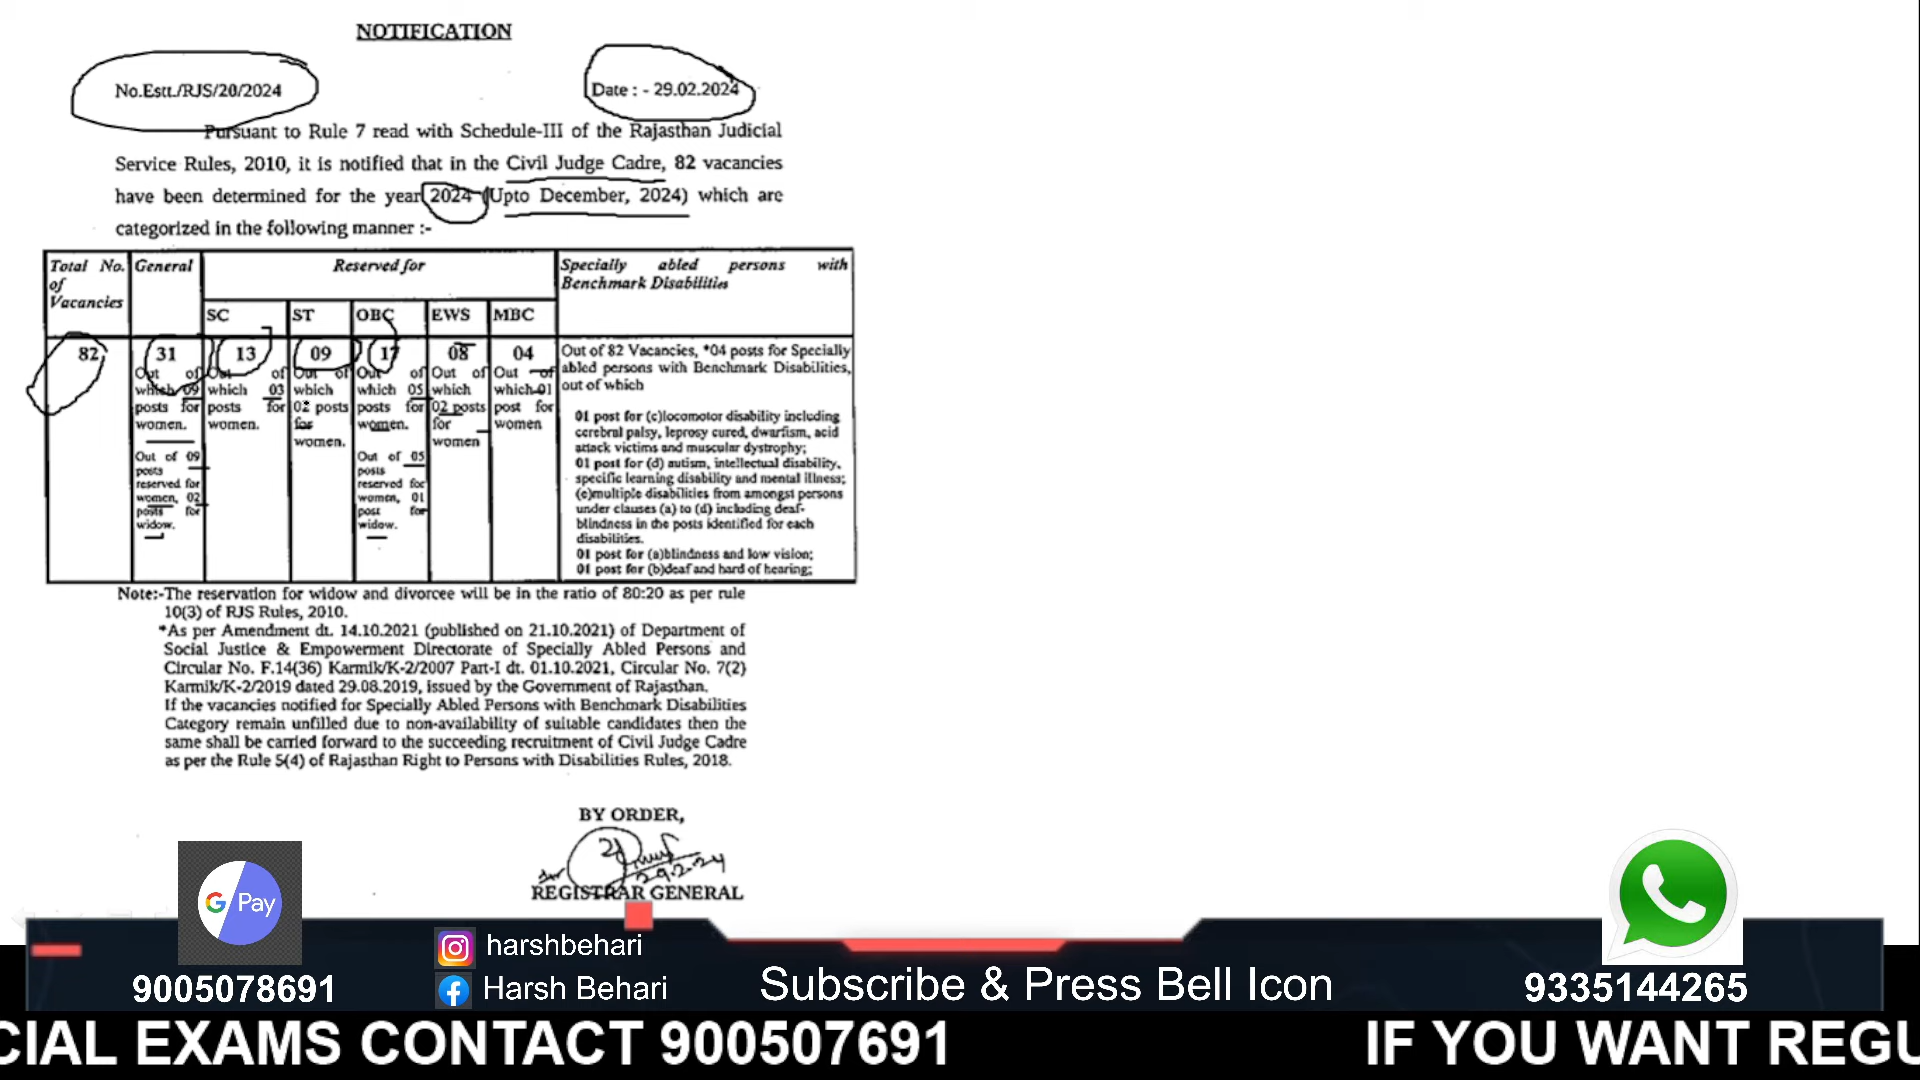 NOTIFICATION
No.Estt./RJS/20/2024
Date : - 29.02.2024
Pursuant to Rule 7 read with Schedule-III of the Rajasthan Judicial
Service Rules, 2010, it is notified that in the Civil Judge Cadre, 82 vacancies
have been determined for the year 2024 (Upto December, 2024) which are
categorized in the following manner :-
Total No.
of
Vacancies
General
Reserved for
Specially abled persons with
Benchmark Disabilities
SC
ST
OBC
EWS
MBC
82
31
Out of
which 09
posts for
women.
Out of 09
posts
reserved for
women, 02
posts for
widow.
13
Out of
which 03
posts for
women.
09
Out of
which
02 posts
for
women.
17
Out of
which 05
posts for
women.
Out of 05
posts
reserved for
women, 01
post for
widow.
08
Out of
which
02 posts
for
women
04
Out of
which 01
post for
women
Out of 82 Vacancies, *04 posts for Specially
abled persons with Benchmark Disabilities,
out of which
01 post for (c)locomotor disability including
cerebral palsy, leprosy cured, dwarfism, acid
attack victims and muscular dystrophy;
01 post for (d) autism, intellectual disability,
specific learning disability and mental illness;
(e)multiple disabilities from amongst persons
under clauses (a) to (d) including deaf-
blindness in the posts identified for each
disabilities.
01 post for (a)blindness and low vision;
01 post for (b)deaf and hard of hearing;
Note:-The reservation for widow and divorcee will be in the ratio of 80:20 as per rule
10(3) of RJS Rules, 2010.
*As per Amendment dt. 14.10.2021 (published on 21.10.2021) of Department of
Social Justice & Empowerment Directorate of Specially Abled Persons and
Circular No. F.14(36) Karmik/K-2/2007 Part-I dt. 01.10.2021, Circular No. 7(2)
Karmik/K-2/2019 dated 29.08.2019, issued by the Government of Rajasthan.
If the vacancies notified for Specially Abled Persons with Benchmark Disabilities
Category remain unfilled due to non-availability of suitable candidates then the
same shall be carried forward to the succeeding recruitment of Civil Judge Cadre
as per the Rule 5(4) of Rajasthan Right to Persons with Disabilities Rules, 2018.
BY ORDER,
29.2.24
REGISTRAR GENERAL
G Pay
9005078691
harshbehari
Harsh Behari
Subscribe & Press Bell Icon
9335144265
CIAL EXAMS CONTACT 900507691
IF YOU WANT REGU